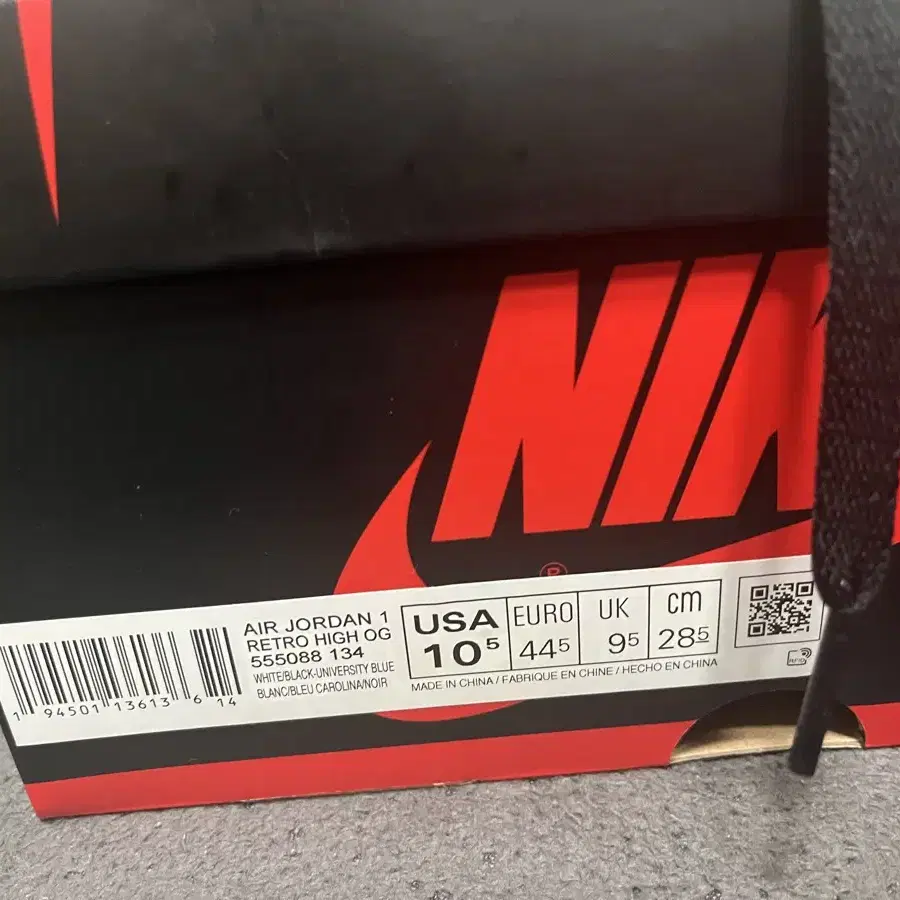 NIK
®
AIR JORDAN 1
RETRO HIGH OG
555088 134
WHITE/BLACK-UNIVERSITY BLUE
BLANC/BLEU CAROLINA/NOIR
1 94501 13613 6 14
USA EURO UK cm
10⁵ 44⁵ 9⁵ 28⁵
MADE IN CHINA / FABRIQUE EN CHINE / HECHO EN CHINA
RFID